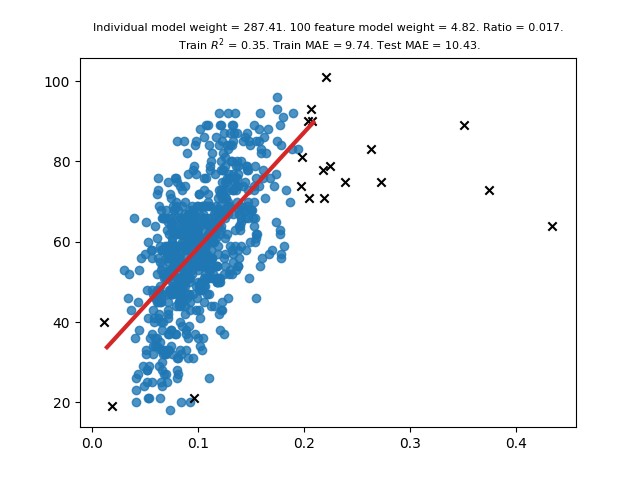 Individual model weight = 287.41. 100 feature model weight = 4.82. Ratio = 0.017.
Train R² = 0.35. Train MAE = 9.74. Test MAE = 10.43.
100
80
60
40
20
0.0 0.1 0.2 0.3 0.4